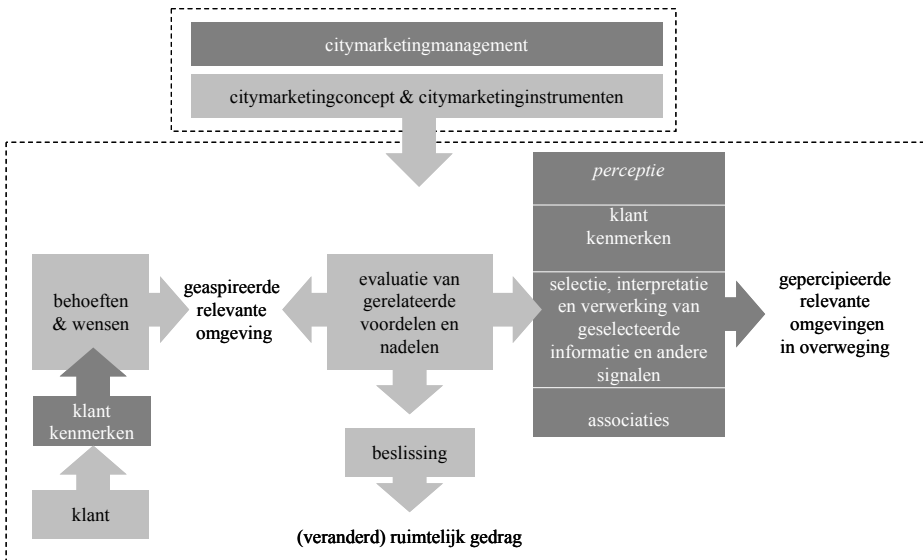 citymarketingmanagement
citymarketingconcept & citymarketinginstrumenten
behoeften
& wensen
klant
kenmerken
klant
geaspireerde
relevante
omgeving
evaluatie van
gerelateerde
voordelen en
nadelen
beslissing
(veranderd) ruimtelijk gedrag
perceptie
klant
kenmerken
selectie, interpretatie
en verwerking van
geselecteerde
informatie en andere
signalen
associaties
gepercipieerde
relevante
omgevingen
in overweging